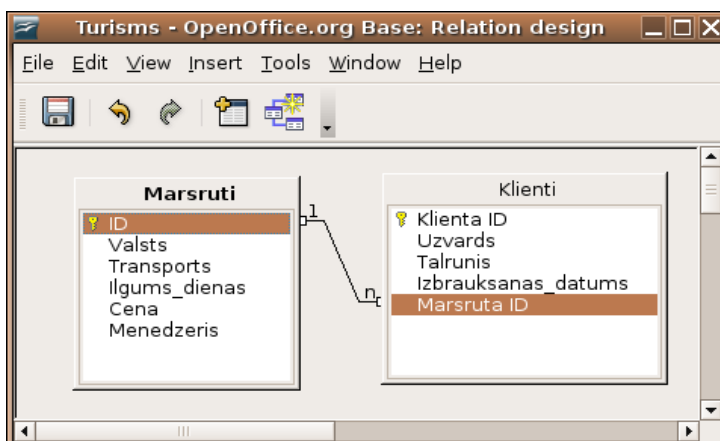 Turisms - OpenOffice.org Base: Relation design
File Edit View Insert Tools Window Help
Marsruti
ID
Valsts
Transports
Ilgums_dienas
Cena
Menedzeris
1
n
Klienti
Klienta ID
Uzvards
Talrunis
Izbrauksanas_datums
Marsruta ID